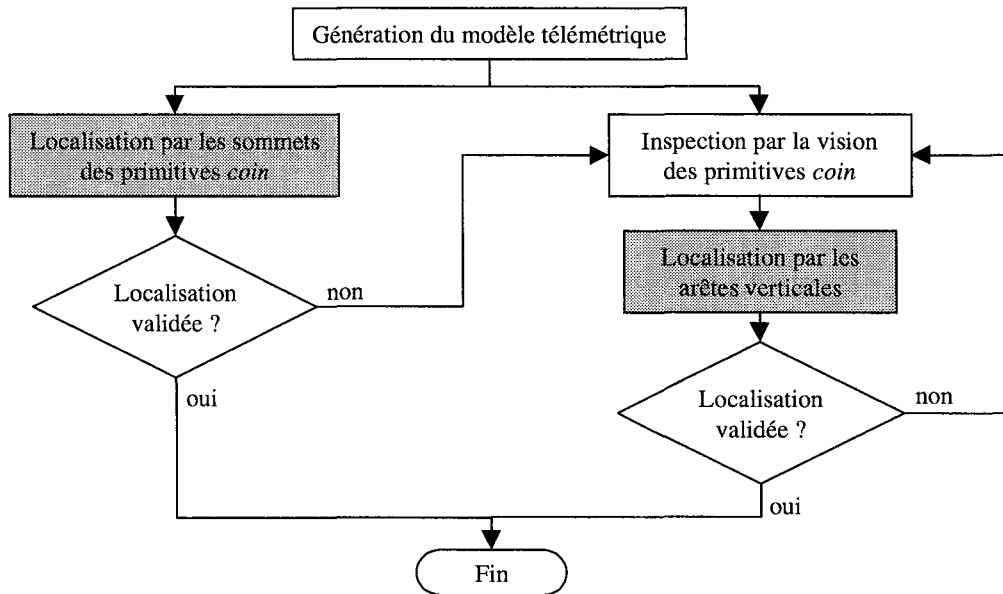 Génération du modèle télémétrique
Localisation par les sommets
des primitives coin
Inspection par la vision
des primitives coin
Localisation par les
arêtes verticales
Localisation
validée ?
non
oui
Localisation
validée ?
non
oui
Fin